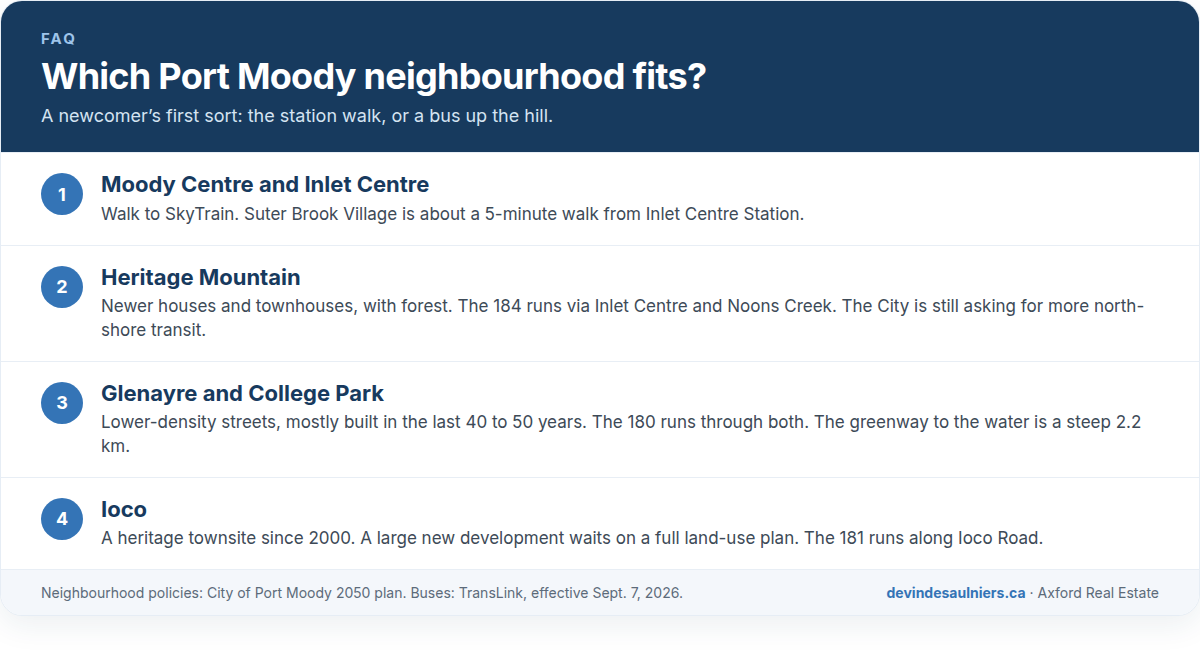 FAQ
Which Port Moody neighbourhood fits?
A newcomer’s first sort: the station walk, or a bus up the hill.
1
Moody Centre and Inlet Centre
Walk to SkyTrain. Suter Brook Village is about a 5-minute walk from Inlet Centre Station.
2
Heritage Mountain
Newer houses and townhouses, with forest. The 184 runs via Inlet Centre and Noons Creek. The City is still asking for more north-
shore transit.
3
Glenayre and College Park
Lower-density streets, mostly built in the last 40 to 50 years. The 180 runs through both. The greenway to the water is a steep 2.2
km.
4
Ioco
A heritage townsite since 2000. A large new development waits on a full land-use plan. The 181 runs along Ioco Road.
Neighbourhood policies: City of Port Moody 2050 plan. Buses: TransLink, effective Sept. 7, 2026.
devindesaulniers.ca · Axford Real Estate